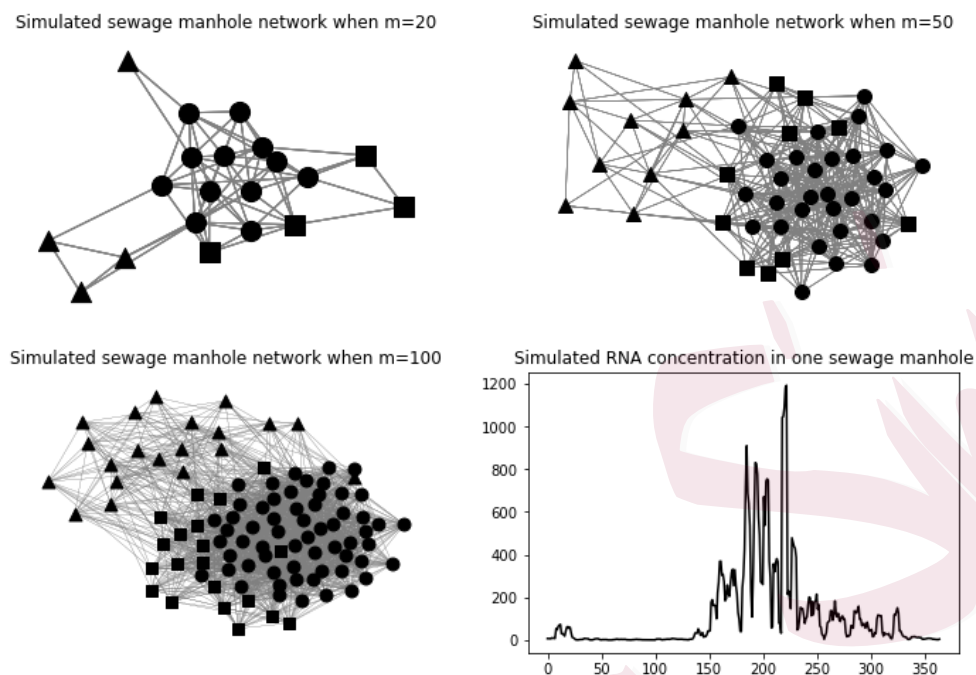 Simulated sewage manhole network when m=20
Simulated sewage manhole network when m=50
Simulated sewage manhole network when m=100
Simulated RNA concentration in one sewage manhole
1200
1000
800
600
400
200
0
0 50 100 150 200 250 300 350